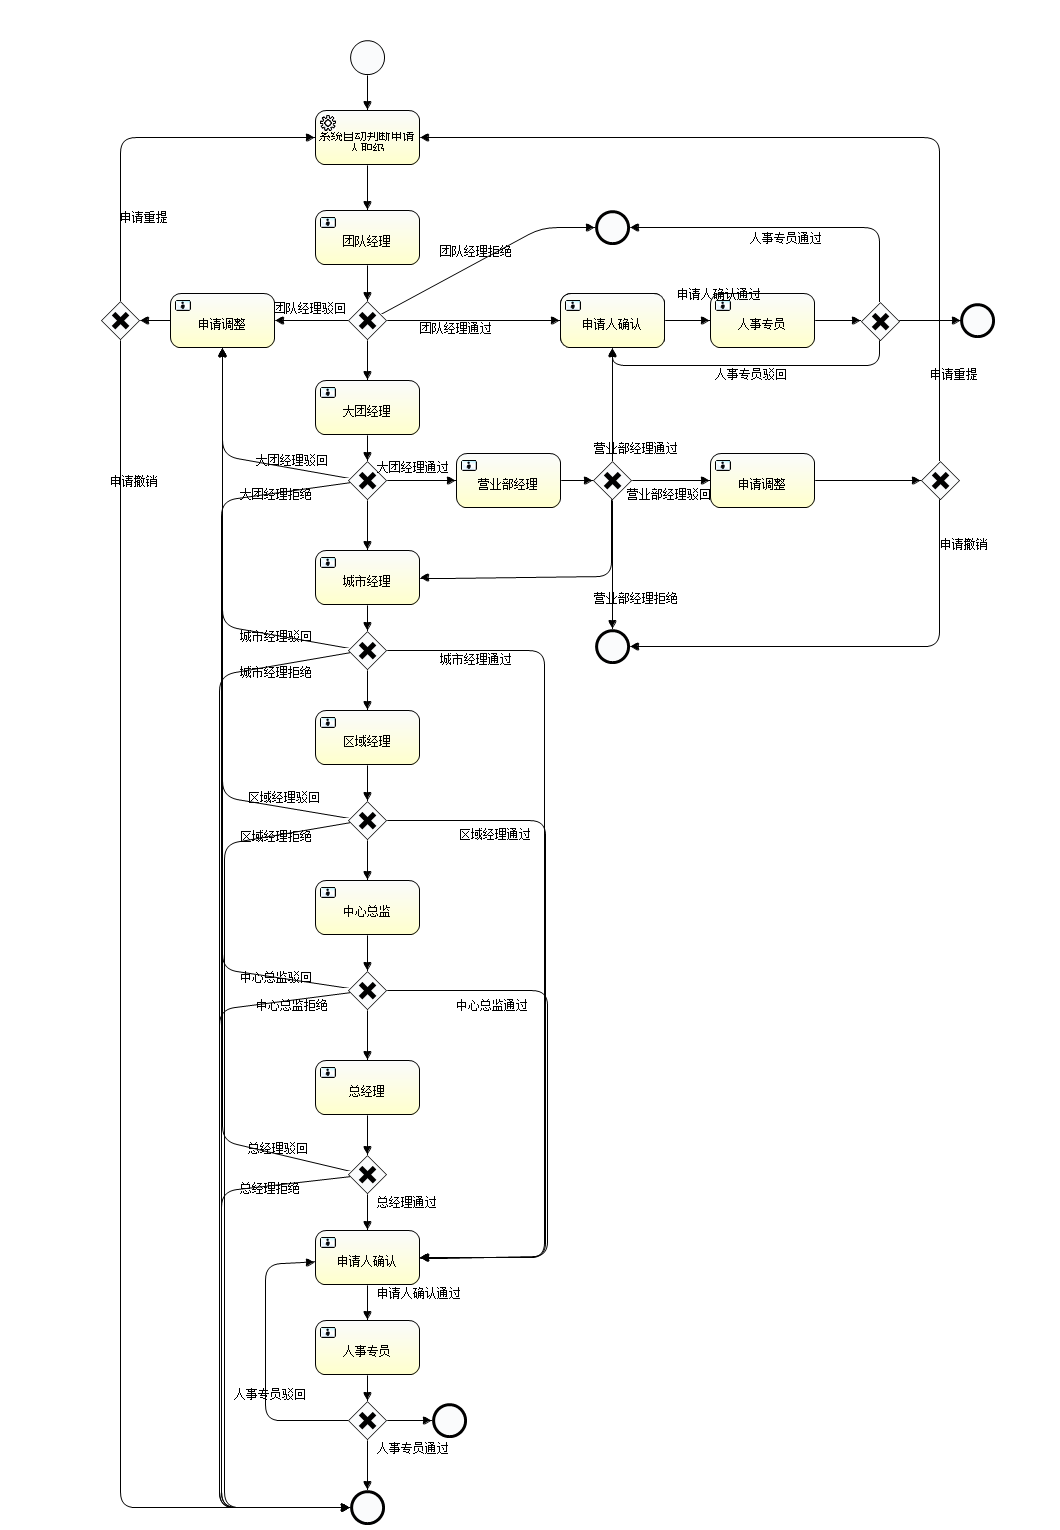 系统自动判断申请
人职级
申请重提
团队经理
团队经理拒绝
人事专员通过
团队经理驳回
申请人确认通过
申请调整
团队经理通过
申请人确认
人事专员
人事专员驳回
申请重提
大团经理
营业部经理通过
大团经理驳回
大团经理通过
申请撤销
营业部经理
申请调整
大团经理拒绝
营业部经理驳回
申请撤销
城市经理
营业部经理拒绝
城市经理驳回
城市经理通过
城市经理拒绝
区域经理
区域经理驳回
区域经理拒绝
区域经理通过
中心总监
中心总监驳回
中心总监拒绝
中心总监通过
总经理
总经理驳回
总经理拒绝
总经理通过
申请人确认
申请人确认通过
人事专员
人事专员驳回
人事专员通过